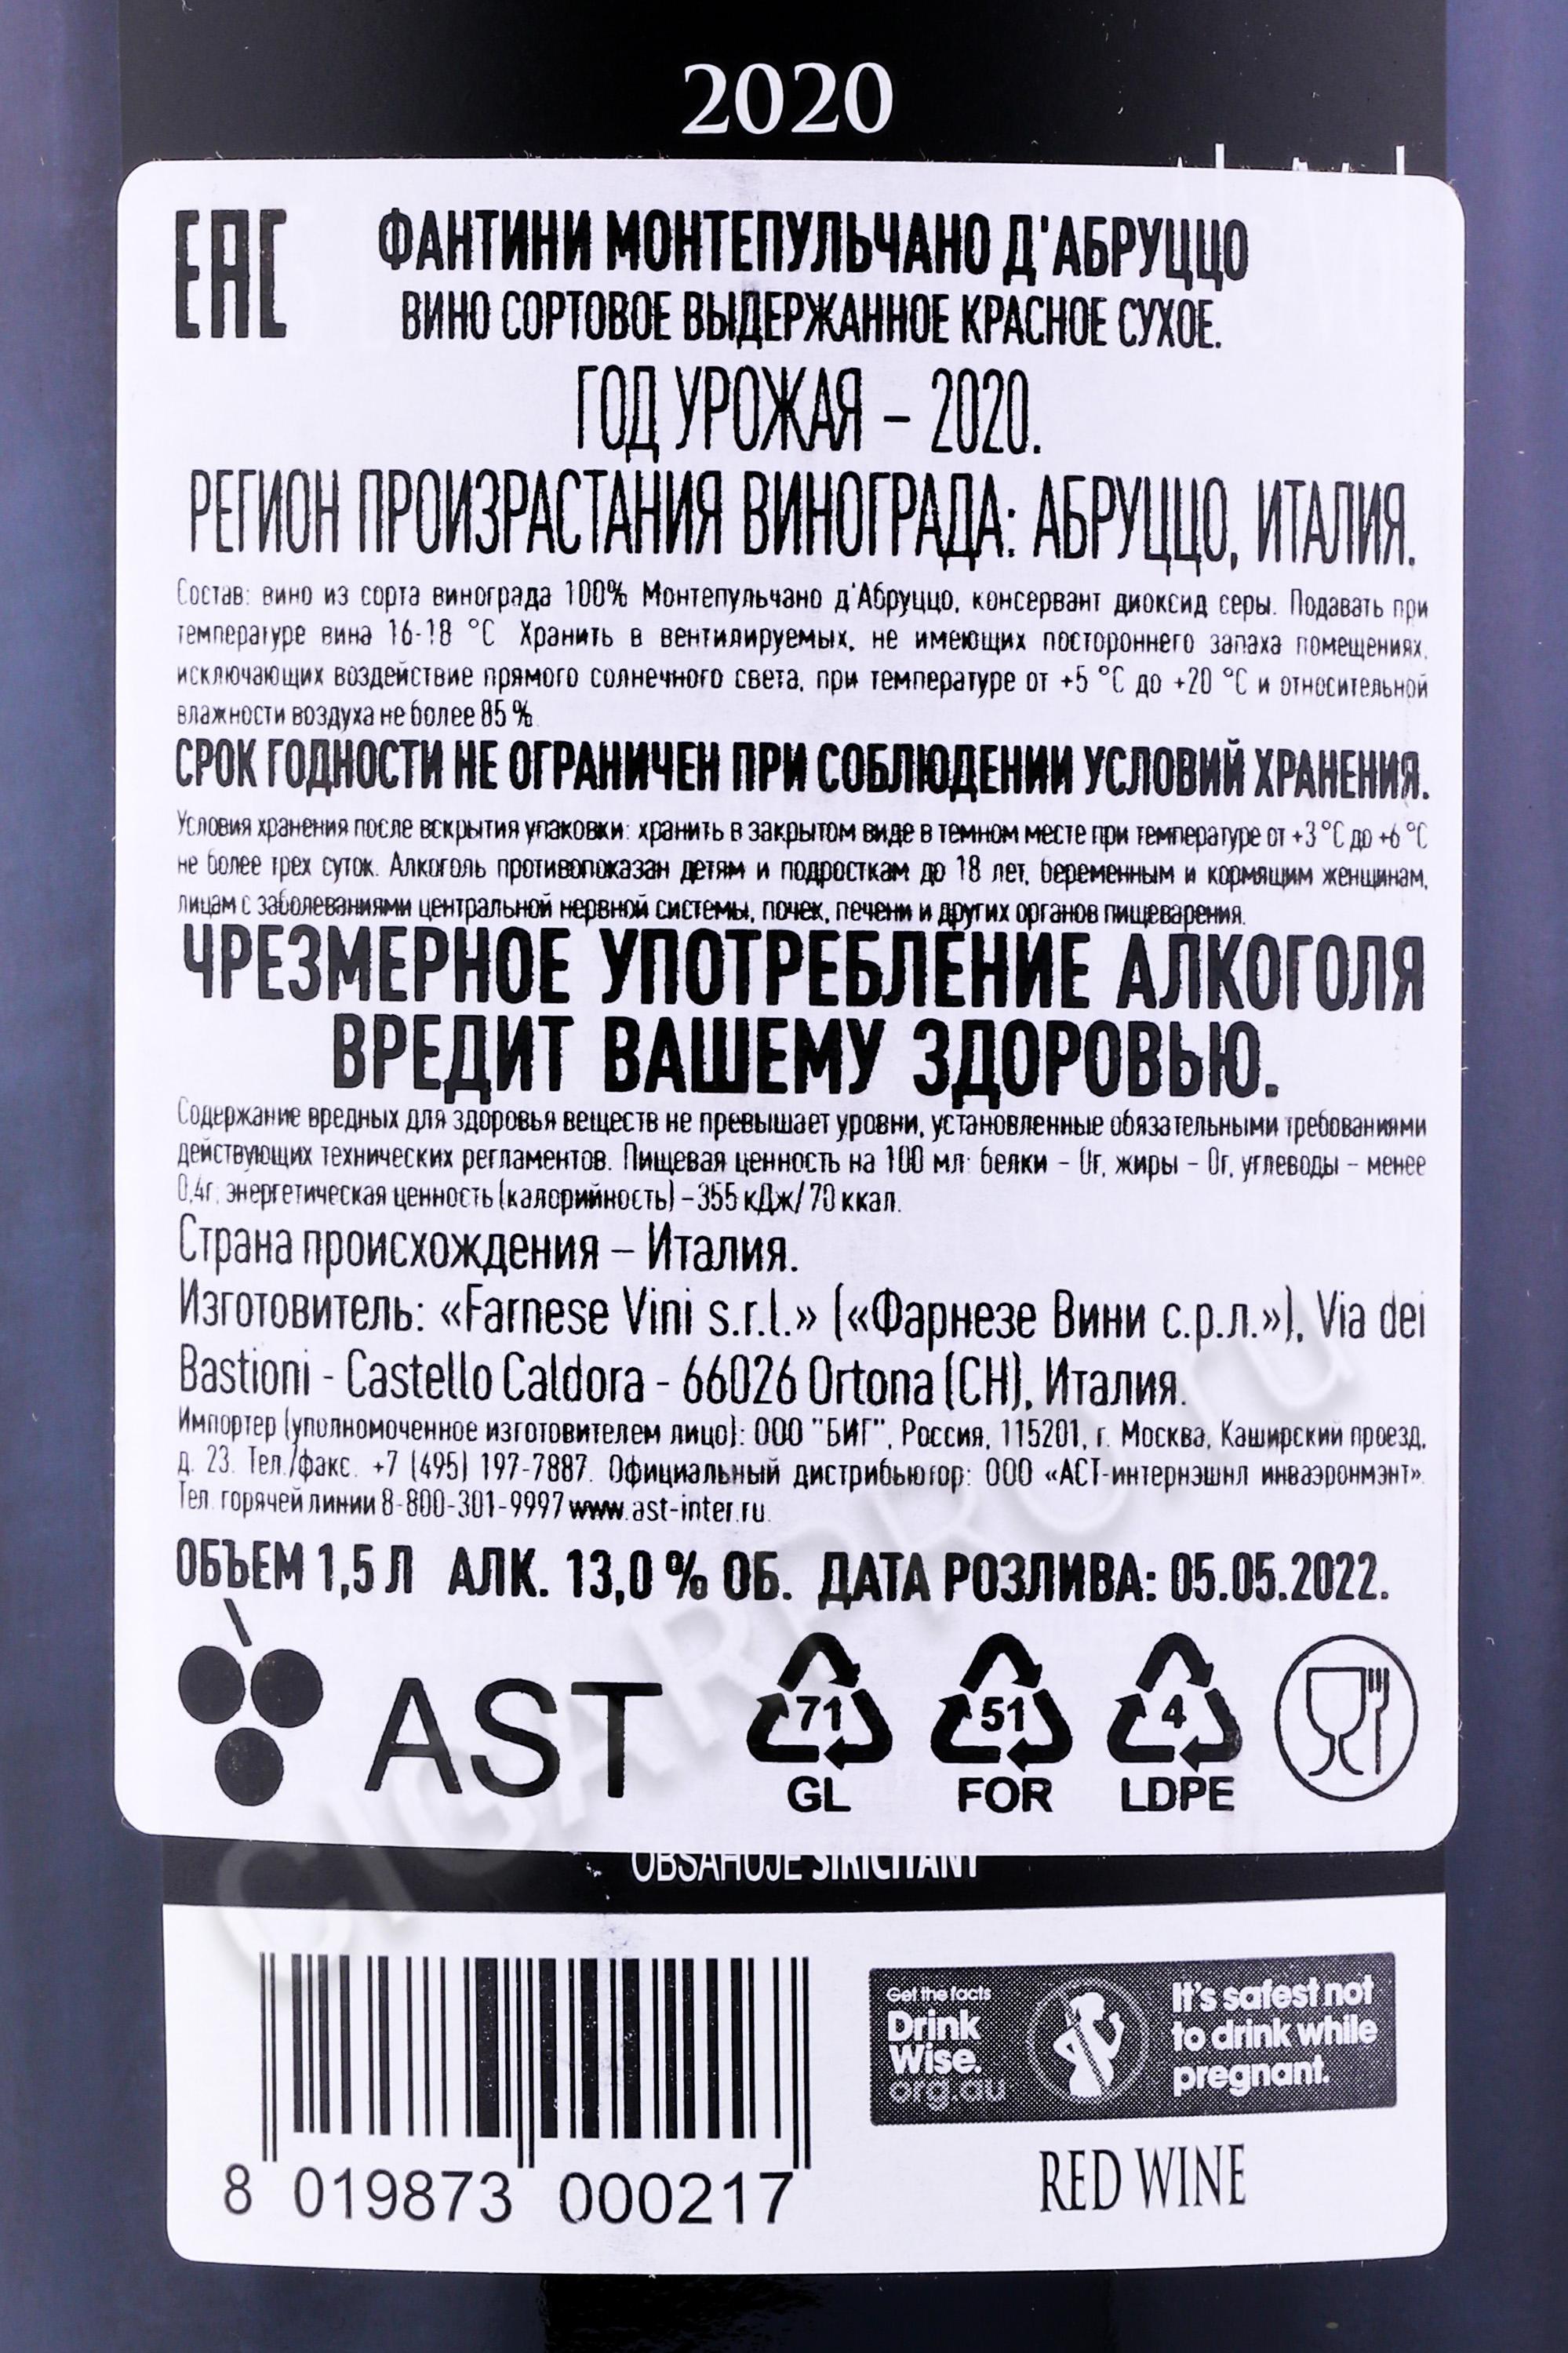 2020
ЕАС
ФАНТИНИ МОНТЕПУЛЬЧАНО Д'АБРУЦЦО
ВИНО СОРТОВОЕ ВЫДЕРЖАННОЕ КРАСНОЕ СУХОЕ.
ГОД УРОЖАЯ – 2020.
РЕГИОН ПРОИЗРАСТАНИЯ ВИНОГРАДА: АБРУЦЦО, ИТАЛИЯ.
Состав: вино из сорта винограда 100% Монтепульчано д'Абруццо, консервант диоксид серы. Подавать при
температуре вина 16-18 °С Хранить в вентилируемых, не имеющих постороннего запаха помещениях,
исключающих воздействие прямого солнечного света, при температуре от +5 °С до +20 °С и относительной
влажности воздуха не более 85 %
СРОК ГОДНОСТИ НЕ ОГРАНИЧЕН ПРИ СОБЛЮДЕНИИ УСЛОВИЙ ХРАНЕНИЯ.
Условия хранения после вскрытия упаковки: хранить в закрытом виде в темном месте при температуре от +3 °С до +6 °С
не более трех суток. Алкоголь противопоказан детям и подросткам до 18 лет, беременным и кормящим женщинам,
лицам с заболеваниями центральной нервной системы, почек, печени и других органов пищеварения.
ЧРЕЗМЕРНОЕ УПОТРЕБЛЕНИЕ АЛКОГОЛЯ
ВРЕДИТ ВАШЕМУ ЗДОРОВЬЮ.
Содержание вредных для здоровья веществ не превышает уровни, установленные обязательными требованиями
действующих технических регламентов. Пищевая ценность на 100 мл: белки – 0г, жиры – 0г, углеводы – менее
0,4г, энергетическая ценность (калорийность) – 355 кДж/ 70 ккал.
Страна происхождения – Италия.
Изготовитель: «Farnese Vini s.r.l.» («Фарнезе Вини с.р.л.»), Via dei
Bastioni - Castello Caldora - 66026 Ortona (CH), Италия.
Импортер (уполномоченное изготовителем лицо): ООО "БИГ", Россия, 115201, г. Москва, Каширский проезд,
д. 23. Тел./факс. +7 (495) 197-7887. Официальный дистрибьютор: ООО «АСТ-интернэшнл инваэронмэнт».
Тел. горячей линии 8-800-301-9997 www.ast-inter.ru.
ОБЪЕМ 1,5 Л АЛК. 13,0 % ОБ. ДАТА РОЗЛИВА: 05.05.2022.
AST
71 51 4
GL FOR LDPE
OBSAHUJE SIŘIČITANY
Get the facts
Drink
Wise.
org.au
It's safest not
to drink while
pregnant.
RED WINE
8 019873 000217
CIGARPRO.ru